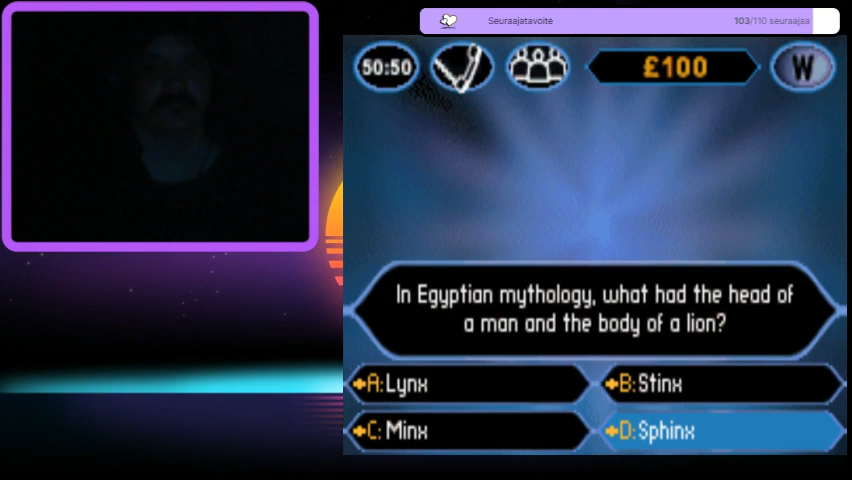 Seuraajatavoite
103/110 seuraajaa
50:50
£100
W
In Egyptian mythology, what had the head of
a man and the body of a lion?
A: Lynx
B: Stinx
C: Minx
D: Sphinx